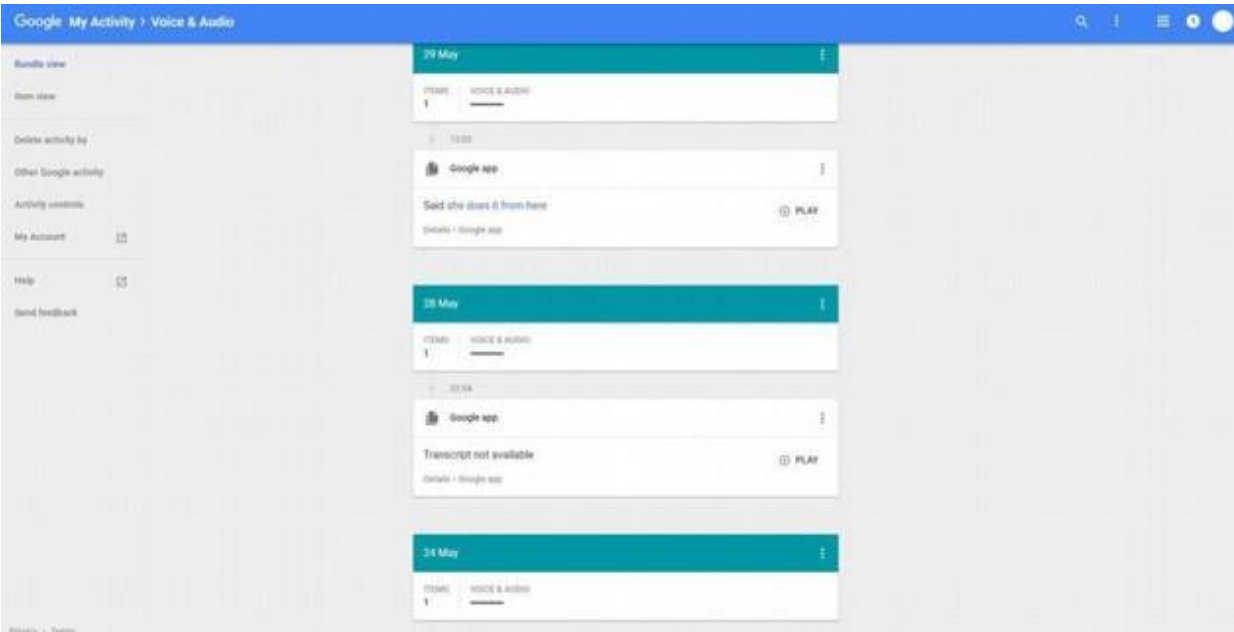 Google My Activity > Voice & Audio
Bundle view
Item view
Delete activity by
Other Google activity
Activity controls
My Account
Help
Send feedback
29 May
ITEMS VOICE & AUDIO
1
Google app
Said she does it from here
PLAY
Details • Google app
28 May
ITEMS VOICE & AUDIO
1
Google app
Transcript not available
PLAY
Details • Google app
24 May
ITEMS VOICE & AUDIO
1
Privacy • Terms